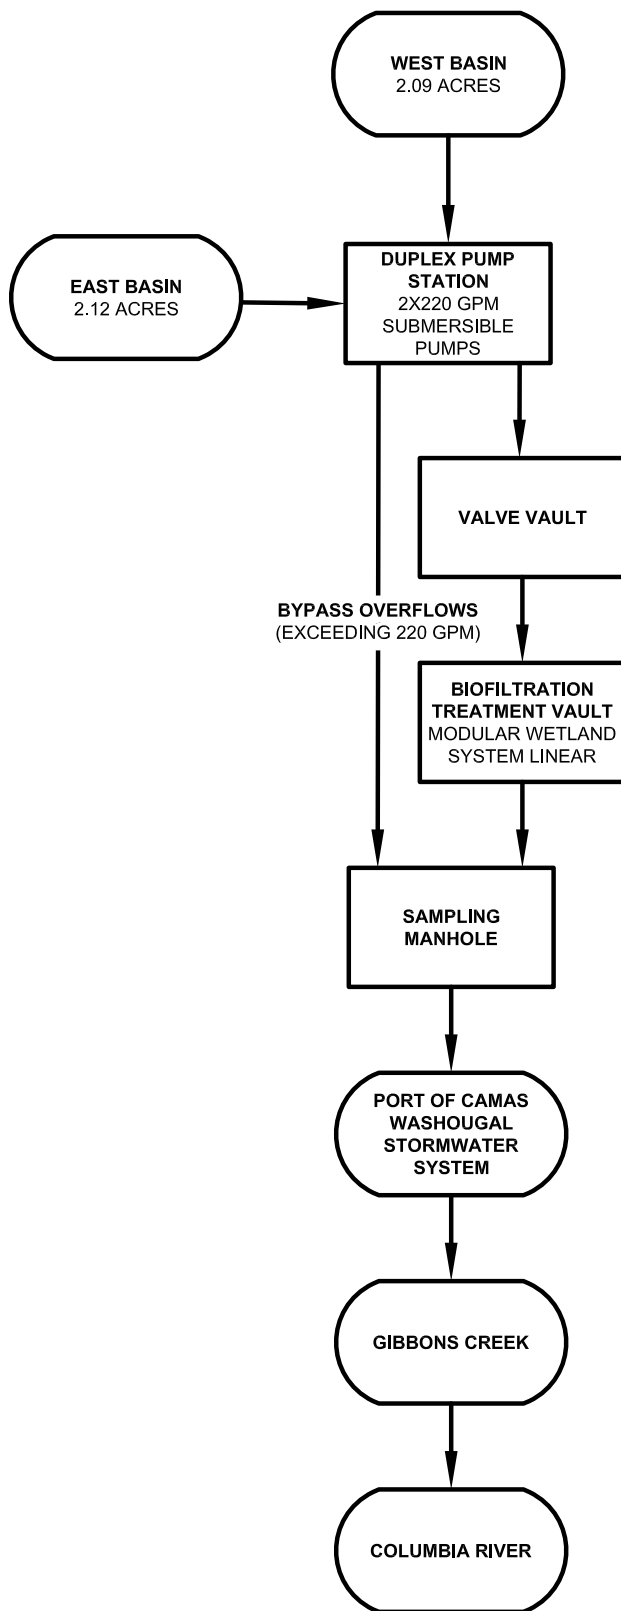 WEST BASIN
2.09 ACRES
EAST BASIN
2.12 ACRES
DUPLEX PUMP
STATION
2X220 GPM
SUBMERSIBLE
PUMPS
VALVE VAULT
BYPASS OVERFLOWS
(EXCEEDING 220 GPM)
BIOFILTRATION
TREATMENT VAULT
MODULAR WETLAND
SYSTEM LINEAR
SAMPLING
MANHOLE
PORT OF CAMAS
WASHOUGAL
STORMWATER
SYSTEM
GIBBONS CREEK
COLUMBIA RIVER